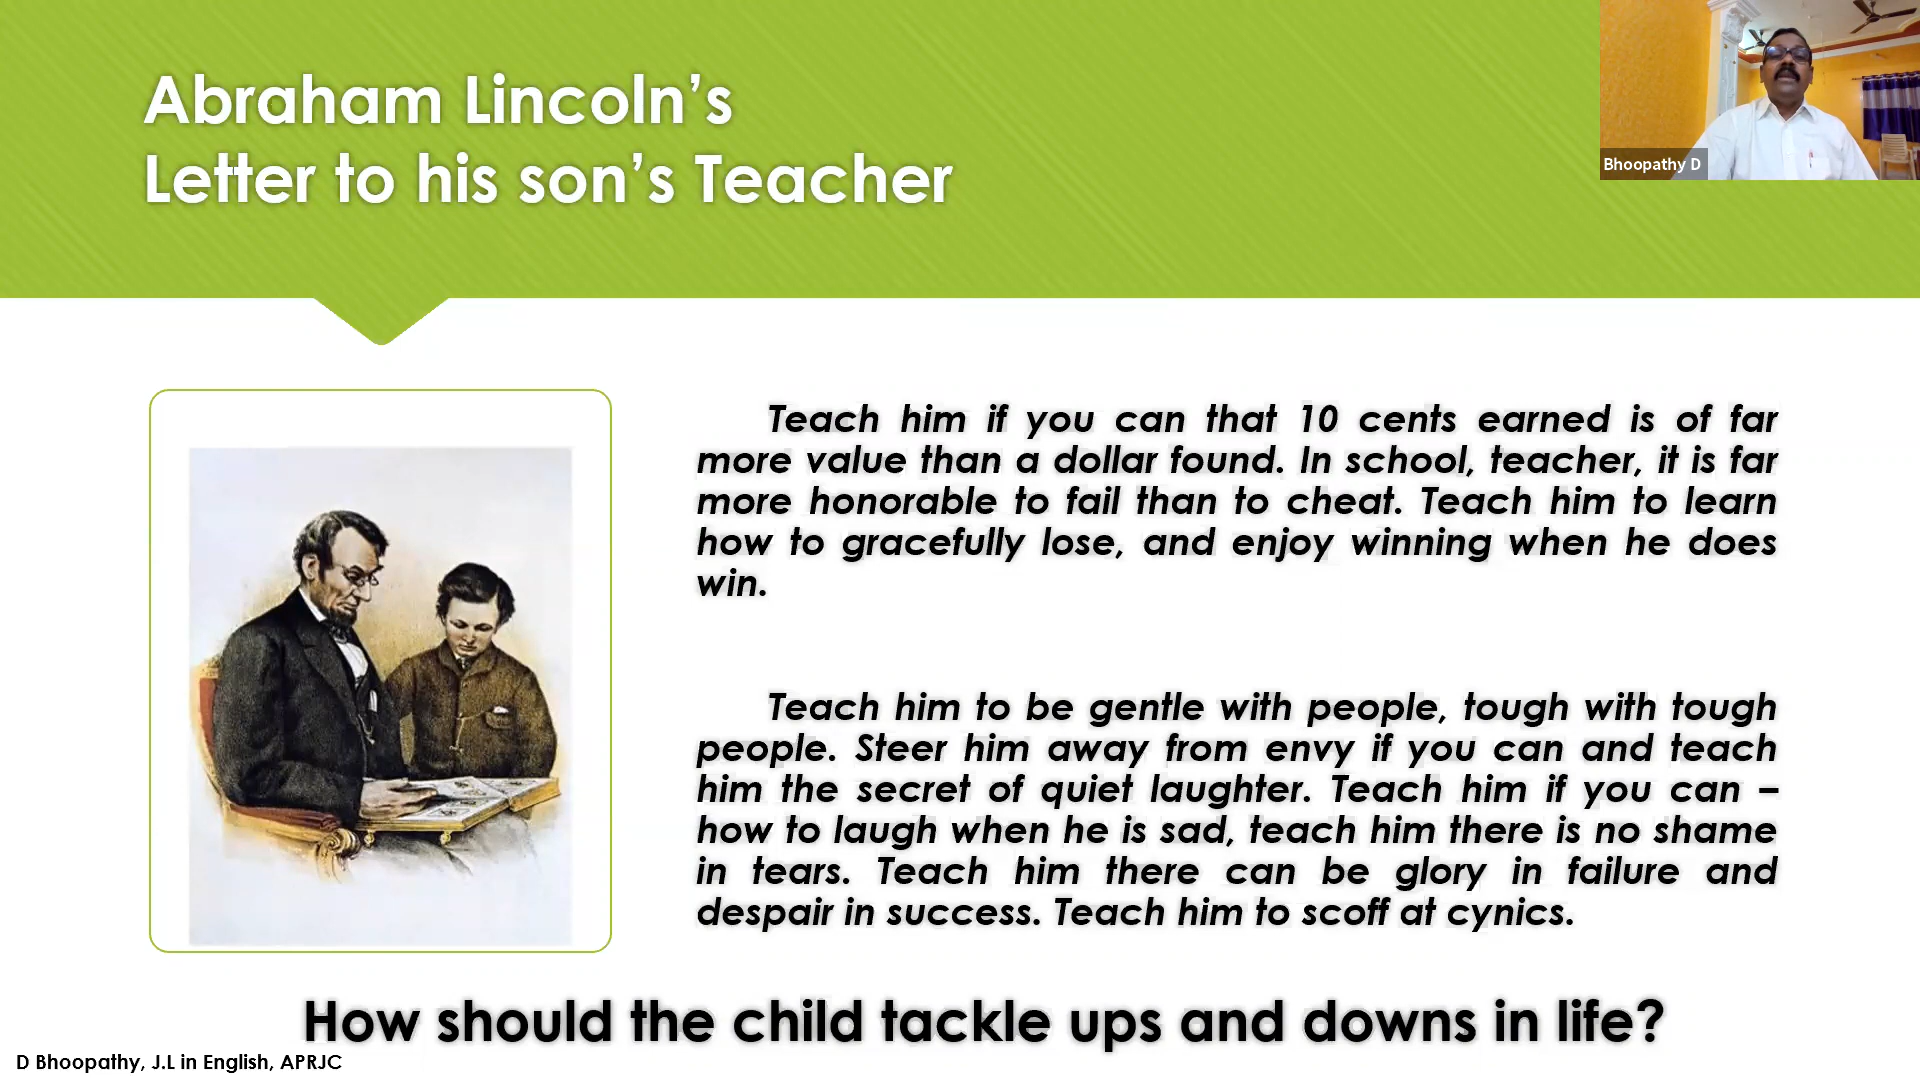 Abraham Lincoln’s
Letter to his son’s Teacher
Bhoopathy D
Teach him if you can that 10 cents earned is of far
more value than a dollar found. In school, teacher, it is far
more honorable to fail than to cheat. Teach him to learn
how to gracefully lose, and enjoy winning when he does
win.
Teach him to be gentle with people, tough with tough
people. Steer him away from envy if you can and teach
him the secret of quiet laughter. Teach him if you can –
how to laugh when he is sad, teach him there is no shame
in tears. Teach him there can be glory in failure and
despair in success. Teach him to scoff at cynics.
How should the child tackle ups and downs in life?
D Bhoopathy, J.L in English, APRJC